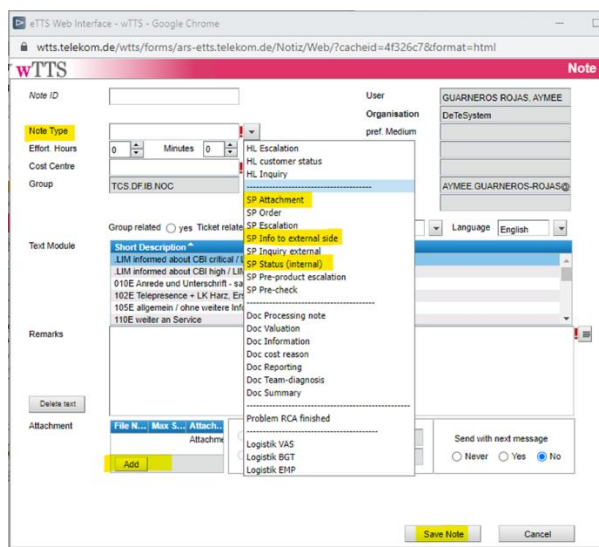 eTTS Web Interface - wTTS - Google Chrome
wtts.telekom.de/wtts/forms/ars-etts.telekom.de/Notiz/Web/?cacheid=4f326c7&format=html
wTTS Note
Note ID
User GUARNEROS ROJAS, AYMEE
Organisation DeTeSystem
Note Type ! pref. Medium
Effort. Hours 0 Minutes 0
Cost Centre !
Group TCS.DF.IB.NOC AYMEE.GUARNEROS-ROJAS@
HL Escalation
HL customer status
HL Inquiry
----------------------------------------
SP Attachment
SP Order
SP Escalation
SP Info to external side
SP Inquiry external
SP Status (internal)
SP Pre-product escalation
SP Pre-check
----------------------------------------
Doc Processing note
Doc Valuation
Doc Information
Doc cost reason
Doc Reporting
Doc Team-diagnosis
Doc Summary
----------------------------------------
Problem RCA finished
----------------------------------------
Logistik VAS
Logistik BGT
Logistik EMP
Group related yes Ticket relate Language English
Text Module Short Description
.LIM informed about CBI critical / L
.LIM informed about CBI high / LIM
010E Anrede und Unterschrift - sa
102E Telepresence + LK Harz, Ers
105E allgemein / ohne weitere Info
110E weiter an Service
Remarks !
Delete text
Attachment File N... Max S... Attach...
Attachme
Add
Send with next message
Never Yes No
Save Note Cancel